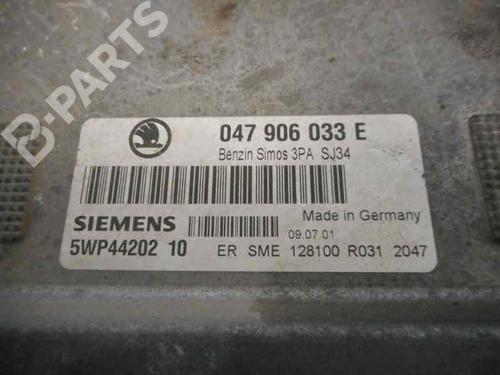 B-PARTS
047 906 033 E
Benzin Simos 3PA SJ34
SIEMENS
Made in Germany
09.07.01
5WP44202 10
ER SME 128100 R031 2047